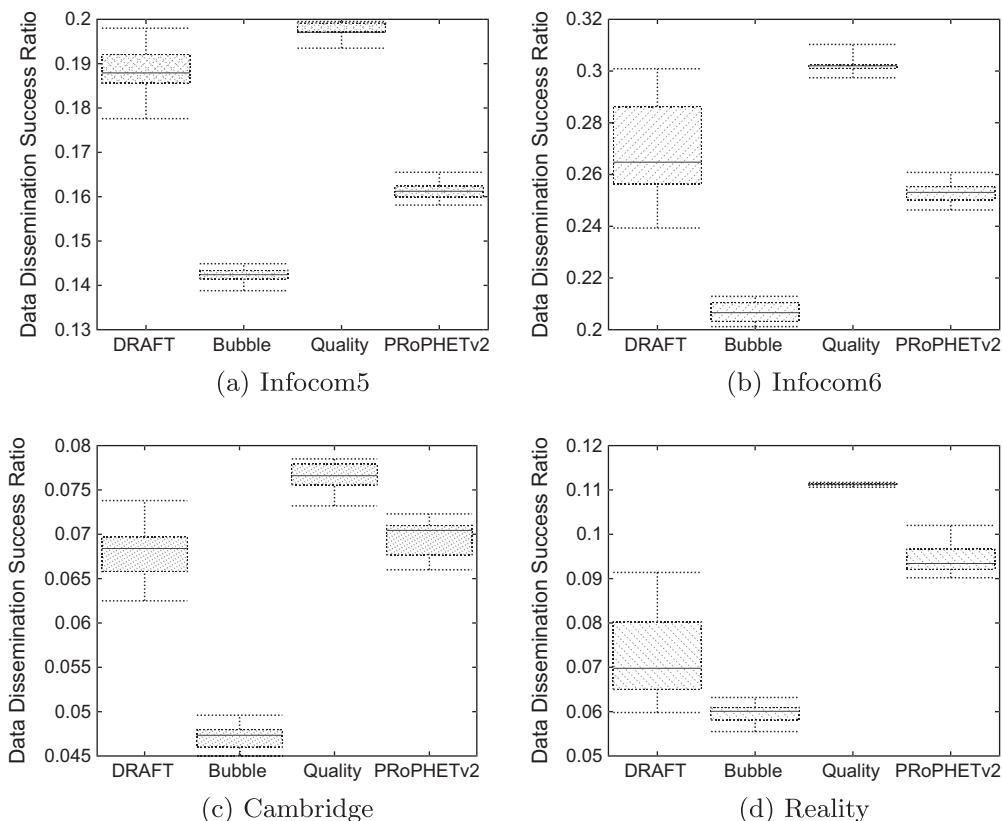 Data Dissemination Success Ratio
0.2
0.19
0.18
0.17
0.16
0.15
0.14
0.13
DRAFT Bubble Quality PRoPHETv2
(a) Infocom5
Data Dissemination Success Ratio
0.32
0.3
0.28
0.26
0.24
0.22
0.2
DRAFT Bubble Quality PRoPHETv2
(b) Infocom6
Data Dissemination Success Ratio
0.08
0.075
0.07
0.065
0.06
0.055
0.05
0.045
DRAFT Bubble Quality PRoPHETv2
(c) Cambridge
Data Dissemination Success Ratio
0.12
0.11
0.1
0.09
0.08
0.07
0.06
0.05
DRAFT Bubble Quality PRoPHETv2
(d) Reality